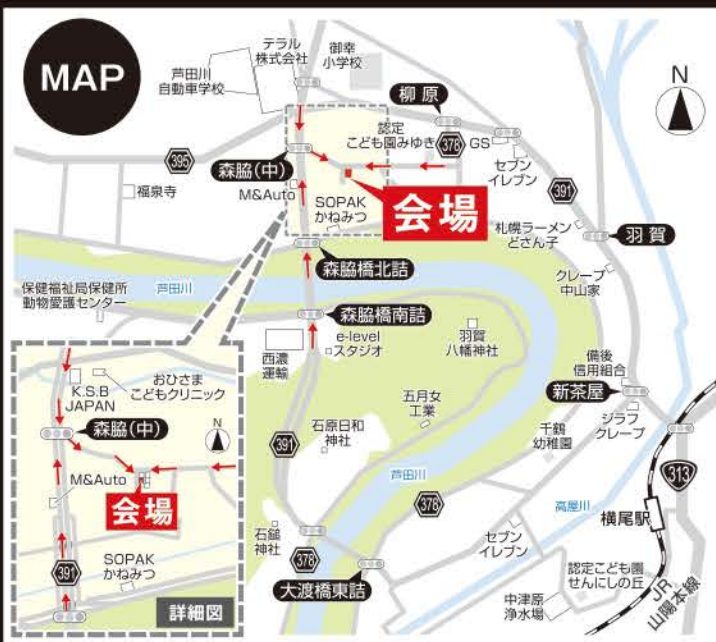 MAP
テラル
株式会社
御幸
小学校
芦田川
自動車学校
N
柳原
認定
こども園みゆき
378
GS
セブン
イレブン
395
森脇(中)
391
福泉寺
M&Auto
SOPAK
かねみつ
会場
札幌ラーメン
どさん子
羽賀
森脇橋北詰
クレープ
中山家
保健福祉局保健所
動物愛護センター
芦田川
森脇橋南詰
e-level
スタジオ
西濃
運輸
羽賀
八幡神社
備後
信用組合
新茶屋
ジラフ
クレープ
五月女
工業
石原日和
神社
千鶴
幼稚園
391
芦田川
313
378
高屋川
横尾駅
石鎚
神社
セブン
イレブン
378
大渡橋東詰
認定こども園
せんにしの丘
中津原
浄水場
JR
山陽本線
K.S.B
JAPAN
おひさま
こどもクリニック
森脇(中)
N
M&Auto
会場
SOPAK
かねみつ
391
詳細図